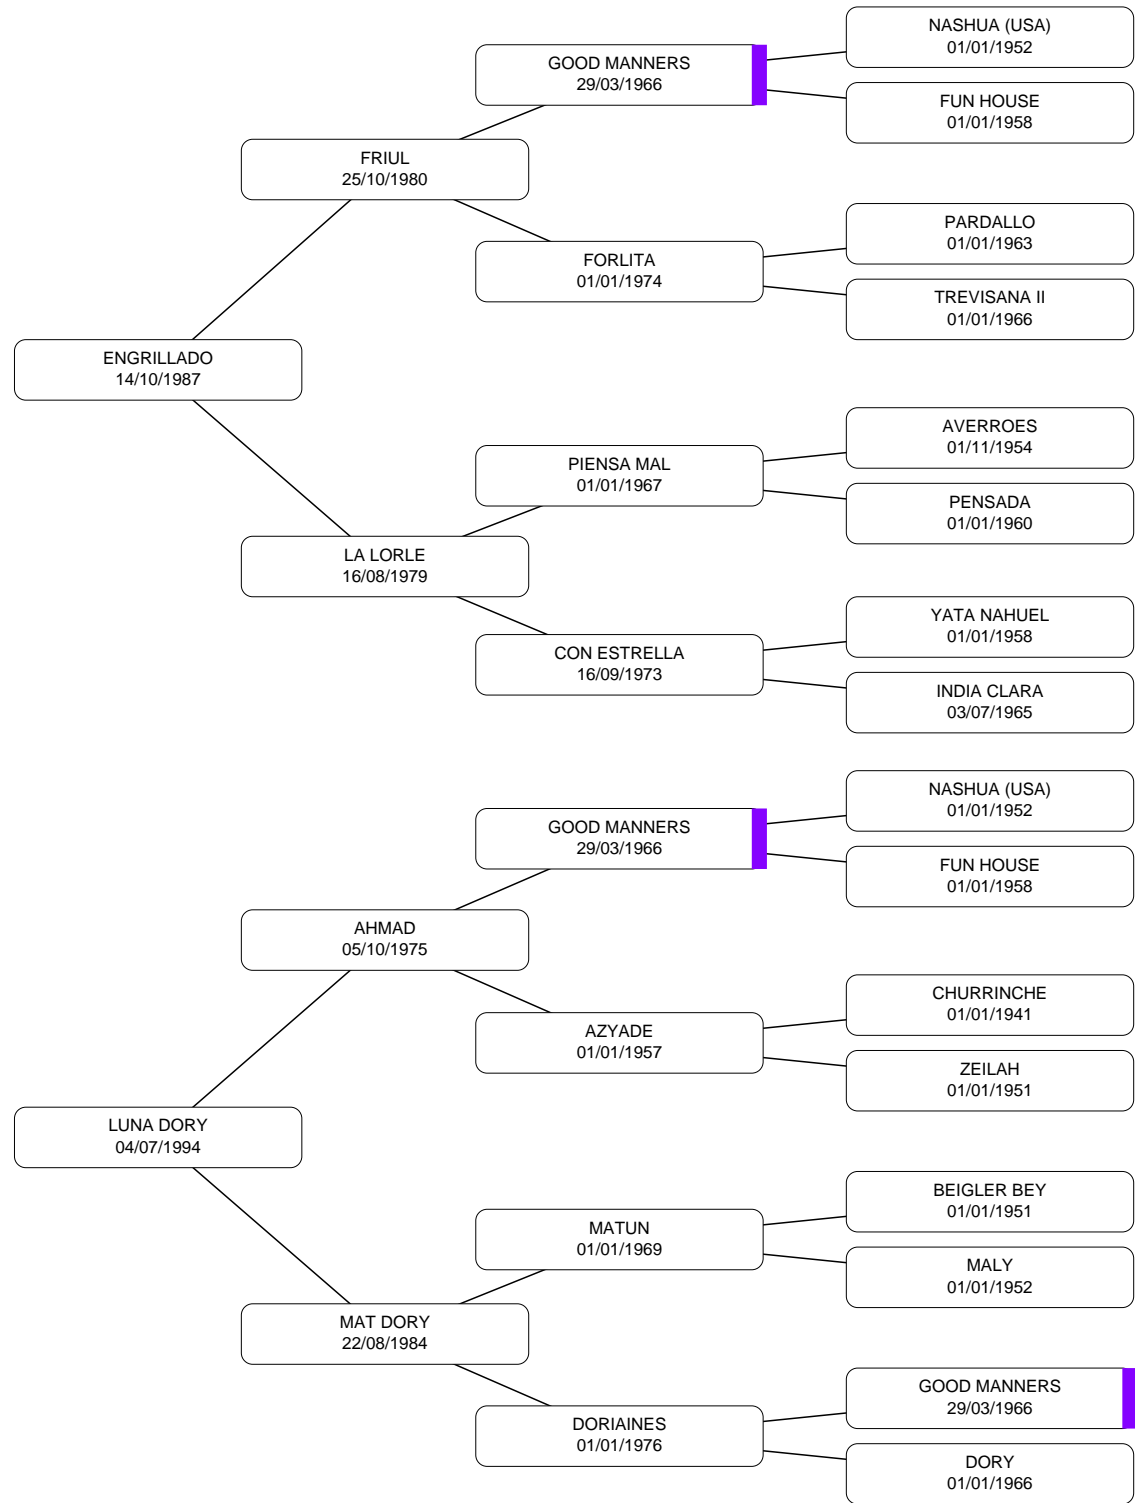 NASHUA (USA)
01/01/1952
GOOD MANNERS
29/03/1966
FUN HOUSE
01/01/1958
FRIUL
25/10/1980
PARDALLO
01/01/1963
FORLITA
01/01/1974
TREVISANA II
01/01/1966
ENGRILLADO
14/10/1987
AVERROES
01/11/1954
PIENSA MAL
01/01/1967
PENSADA
01/01/1960
LA LORLE
16/08/1979
YATA NAHUEL
01/01/1958
CON ESTRELLA
16/09/1973
INDIA CLARA
03/07/1965
NASHUA (USA)
01/01/1952
GOOD MANNERS
29/03/1966
FUN HOUSE
01/01/1958
AHMAD
05/10/1975
CHURRINCHE
01/01/1941
AZYADE
01/01/1957
ZEILAH
01/01/1951
LUNA DORY
04/07/1994
BEIGLER BEY
01/01/1951
MATUN
01/01/1969
MALY
01/01/1952
MAT DORY
22/08/1984
GOOD MANNERS
29/03/1966
DORIAINES
01/01/1976
DORY
01/01/1966